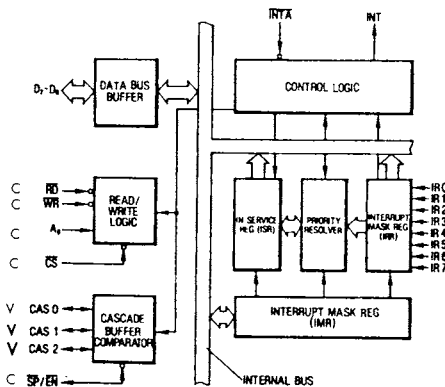 INTA
INT
D7-D0
DATA BUS
BUFFER
CONTROL LOGIC
C RD
C WR
C A0
C CS
READ/
WRITE
LOGIC
IN SERVICE
REG (ISR)
PRIORITY
RESOLVER
INTERRUPT
MASK REG
(IRR)
IR0
IR1
IR2
IR3
IR4
IR5
IR6
IR7
V CAS 0
V CAS 1
V CAS 2
C SP/EN
CASCADE
BUFFER
COMPARATOR
INTERRUPT MASK REG
(IMR)
INTERNAL BUS